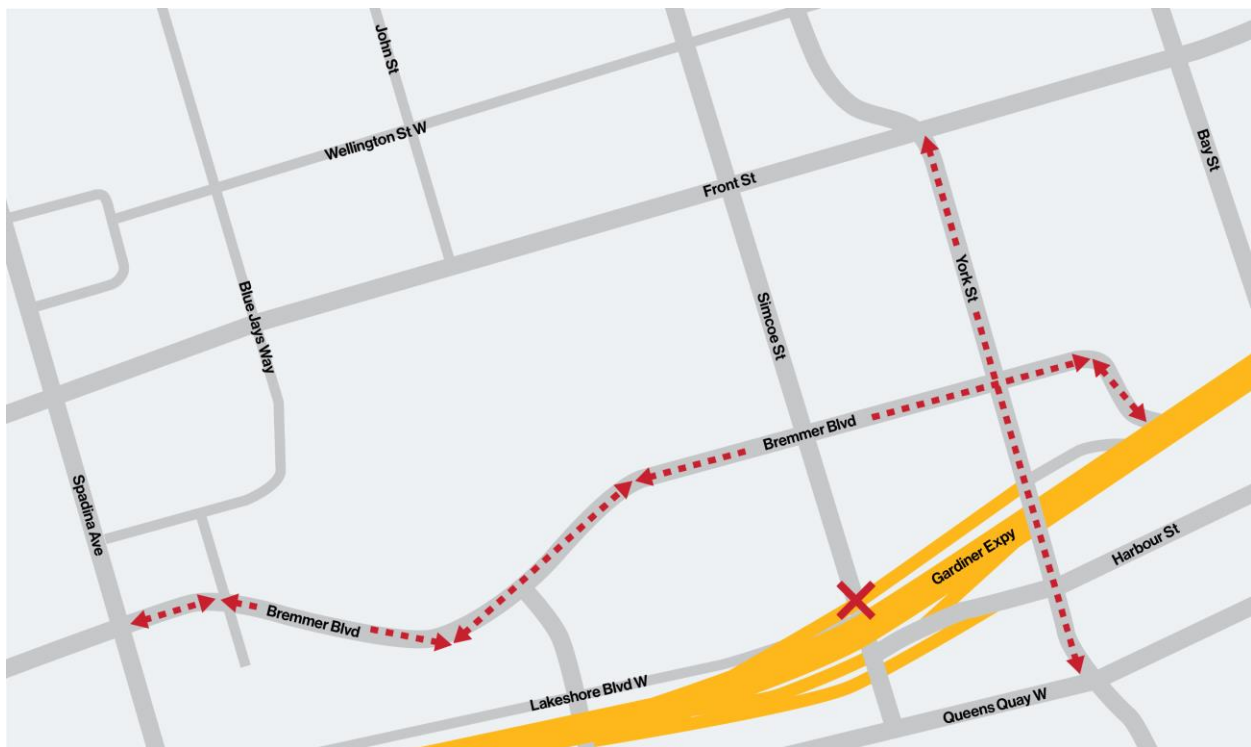 John St
Wellington St W
Bay St
Front St
York St
Blue Jays Way
Simcoe St
Bremmer Blvd
Spadina Ave
Gardiner Expy
Harbour St
Bremmer Blvd
Lakeshore Blvd W
Queens Quay W